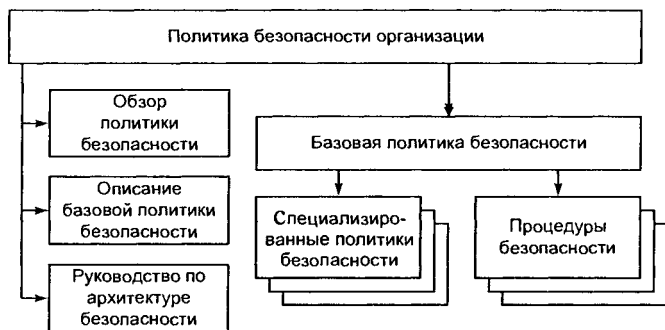 Политика безопасности организации
Обзор
политики
безопасности
Базовая политика безопасности
Описание
базовой политики
безопасности
Специализиро-
ванные политики
безопасности
Процедуры
безопасности
Руководство по
архитектуре
безопасности